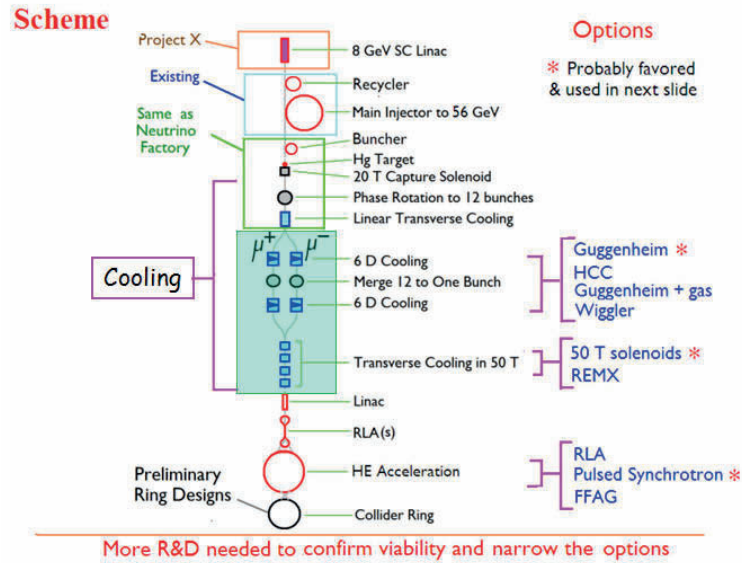 Scheme
Project X
8 GeV SC Linac
Options
Existing
Recycler
* Probably favored
& used in next slide
Main Injector to 56 GeV
Same as
Neutrino
Factory
Buncher
Hg Target
20 T Capture Solenoid
Phase Rotation to 12 bunches
Linear Transverse Cooling
μ+ μ−
Cooling
6 D Cooling
Merge 12 to One Bunch
6 D Cooling
Guggenheim *
HCC
Guggenheim + gas
Wiggler
Transverse Cooling in 50 T
50 T solenoids *
REMX
Linac
RLA(s)
HE Acceleration
RLA
Pulsed Synchrotron *
FFAG
Preliminary
Ring Designs
Collider Ring
More R&D needed to confirm viability and narrow the options